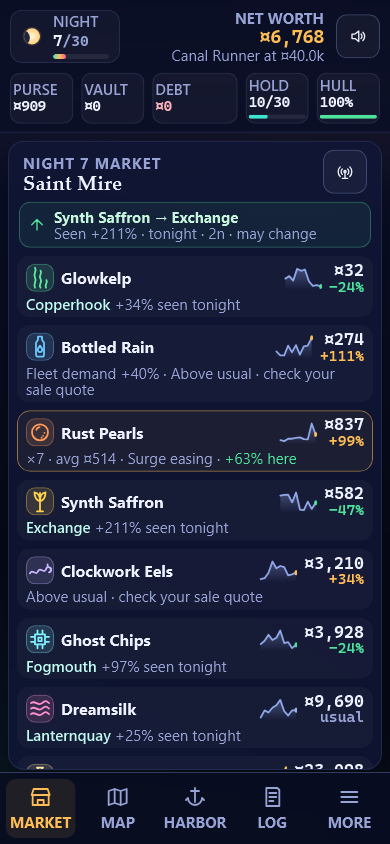 NIGHT
7/30
NET WORTH
¤6,768
Canal Runner at ¤40.0k
PURSE
¤909
VAULT
¤0
DEBT
¤0
HOLD
10/30
HULL
100%
NIGHT 7 MARKET
Saint Mire
Synth Saffron → Exchange
Seen +211% · tonight · 2n · may change
Glowkelp
¤32
−24%
Copperhook +34% seen tonight
Bottled Rain
¤274
+111%
Fleet demand +40% · Above usual · check your
sale quote
Rust Pearls
¤837
+99%
×7 · avg ¤514 · Surge easing · +63% here
Synth Saffron
¤582
−47%
Exchange +211% seen tonight
Clockwork Eels
¤3,210
+34%
Above usual · check your sale quote
Ghost Chips
¤3,928
−24%
Fogmouth +97% seen tonight
Dreamsilk
¤9,690
usual
Lanternquay +25% seen tonight
MARKET
MAP
HARBOR
LOG
MORE